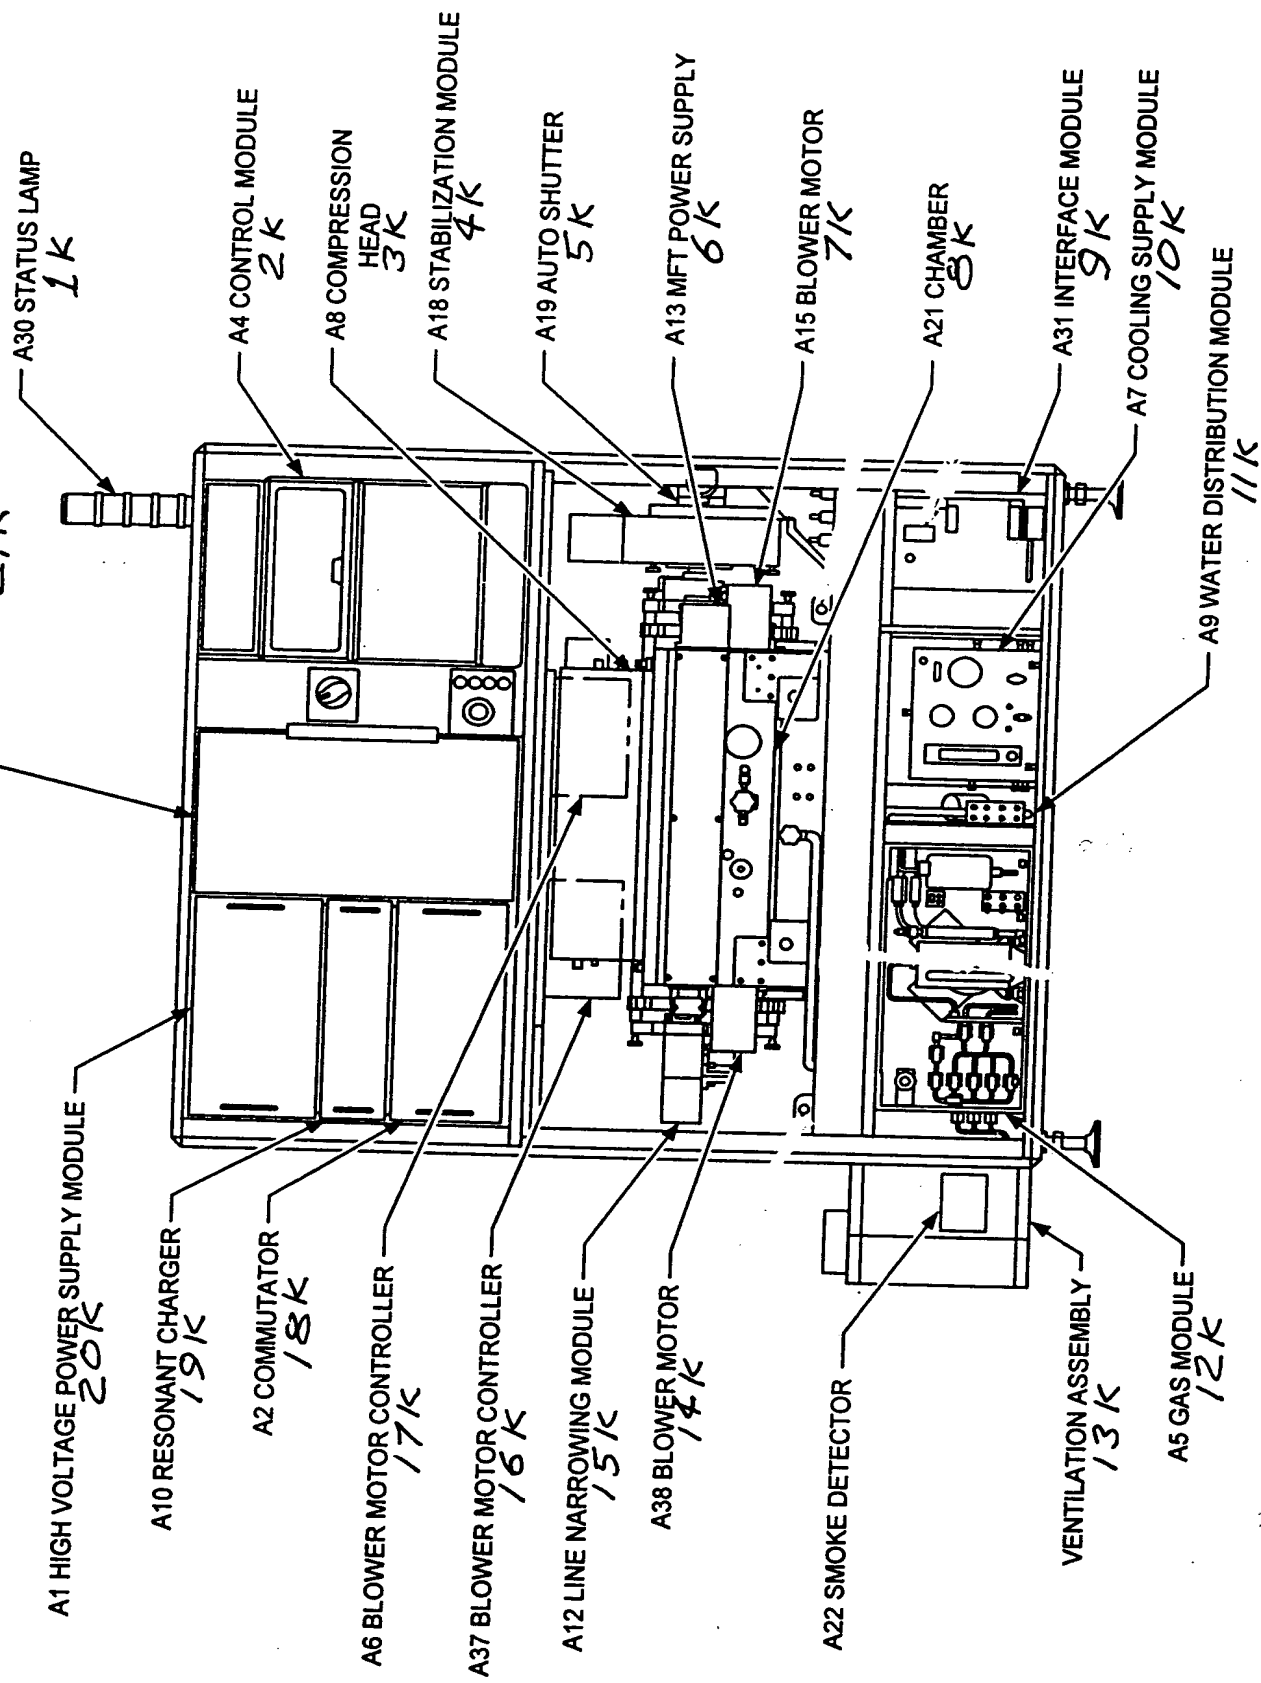 A30 STATUS LAMP
1K
A4 CONTROL MODULE
2K
A8 COMPRESSION
HEAD
3K
A18 STABILIZATION MODULE
4K
A19 AUTO SHUTTER
5K
A13 MFT POWER SUPPLY
6K
A15 BLOWER MOTOR
7K
A21 CHAMBER
8K
A31 INTERFACE MODULE
9K
A7 COOLING SUPPLY MODULE
10K
A9 WATER DISTRIBUTION MODULE
11K
A1 HIGH VOLTAGE POWER SUPPLY MODULE
20K
A10 RESONANT CHARGER
19K
A2 COMMUTATOR
18K
A6 BLOWER MOTOR CONTROLLER
17K
A37 BLOWER MOTOR CONTROLLER
16K
A12 LINE NARROWING MODULE
15K
A38 BLOWER MOTOR
14K
A22 SMOKE DETECTOR
VENTILATION ASSEMBLY
13K
A5 GAS MODULE
12K